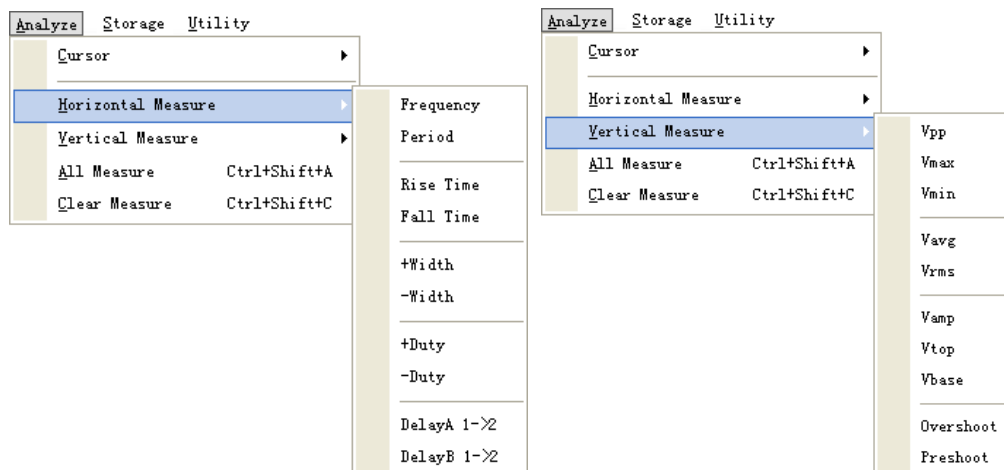 Analyze Storage Utility
Cursor
Horizontal Measure
Vertical Measure
All Measure Ctrl+Shift+A
Clear Measure Ctrl+Shift+C
Frequency
Period
Rise Time
Fall Time
+Width
-Width
+Duty
-Duty
DelayA 1->2
DelayB 1->2
Analyze Storage Utility
Cursor
Horizontal Measure
Vertical Measure
All Measure Ctrl+Shift+A
Clear Measure Ctrl+Shift+C
Vpp
Vmax
Vmin
Vavg
Vrms
Vamp
Vtop
Vbase
Overshoot
Preshoot